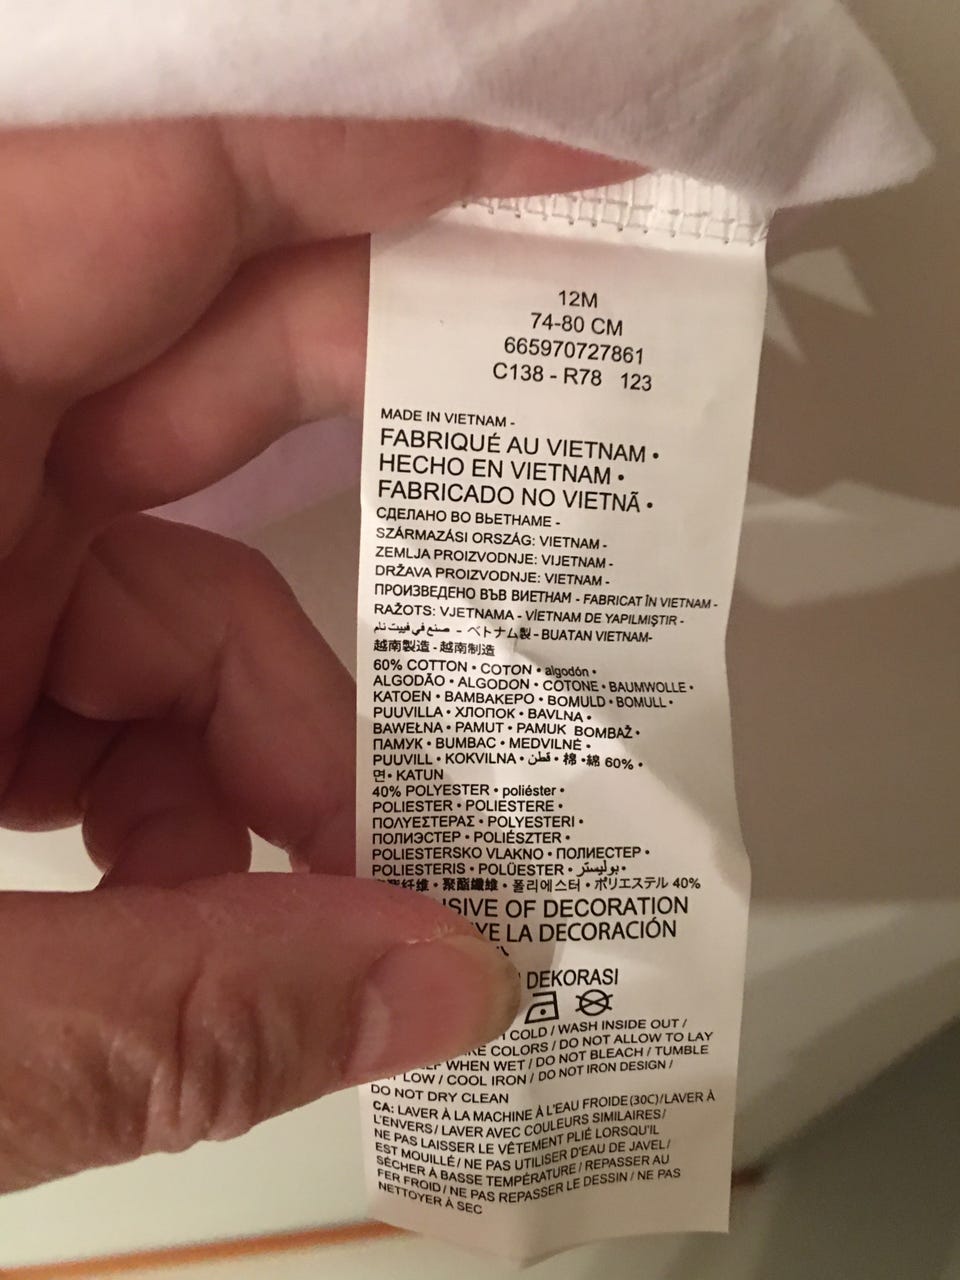 12M
74-80 CM
665970727861
C138 - R78 123
MADE IN VIETNAM -
FABRIQUÉ AU VIETNAM •
HECHO EN VIETNAM •
FABRICADO NO VIETNÃ •
СДЕЛАНО ВО ВЬЕТНАМЕ -
SZÁRMAZÁSI ORSZÁG: VIETNAM -
ZEMLJA PROIZVODNJE: VIJETNAM -
DRŽAVA PROIZVODNJE: VIETNAM -
ПРОИЗВЕДЕНО ВЪВ ВИЕТНАМ - FABRICAT ÎN VIETNAM -
RAŽOTS: VJETNAMA - VİETNAM DE YAPILMIŞTIR -
صنع في فييت نام - ベトナム製 - BUATAN VIETNAM-
越南製造 - 越南制造
60% COTTON • COTON • algodón •
ALGODÃO • ALGODON • COTONE • BAUMWOLLE •
KATOEN • ΒΑΜΒΑΚΕΡΟ • BOMULD • BOMULL •
PUUVILLA • ХЛОПОК • BAVLNA •
BAWEŁNA • PAMUT • PAMUK BOMBAŽ •
ПАМУК • BUMBAC • MEDVILNĖ •
PUUVILL • KOKVILNA • قطن • 棉 • 綿 60% •
면 • KATUN
40% POLYESTER • poliéster •
POLIESTER • POLIESTERE •
ΠΟΛΥΕΣΤΕΡΑΣ • POLYESTERI •
ПОЛИЭСТЕР • POLIÉSZTER •
POLIESTERSKO VLAKNO • ПОЛИЕСТЕР •
POLIESTERIS • POLÜESTER • بوليستر •
纤维 • 聚酯纖維 • 폴리에스터 • ポリエステル 40%
SIVE OF DECORATION
YE LA DECORACIÓN
DEKORASI
COLD / WASH INSIDE OUT /
KE COLORS / DO NOT ALLOW TO LAY
WHEN WET / DO NOT BLEACH / TUMBLE
LOW / COOL IRON / DO NOT IRON DESIGN /
DO NOT DRY CLEAN
CA: LAVER À LA MACHINE À L'EAU FROIDE (30C)/LAVER À
L'ENVERS / LAVER AVEC COULEURS SIMILAIRES /
NE PAS LAISSER LE VÊTEMENT PLIÉ LORSQU'IL
EST MOUILLÉ / NE PAS UTILISER D'EAU DE JAVEL /
SÉCHER À BASSE TEMPÉRATURE / REPASSER AU
FER FROID / NE PAS REPASSER LE DESSIN / NE PAS
NETTOYER À SEC